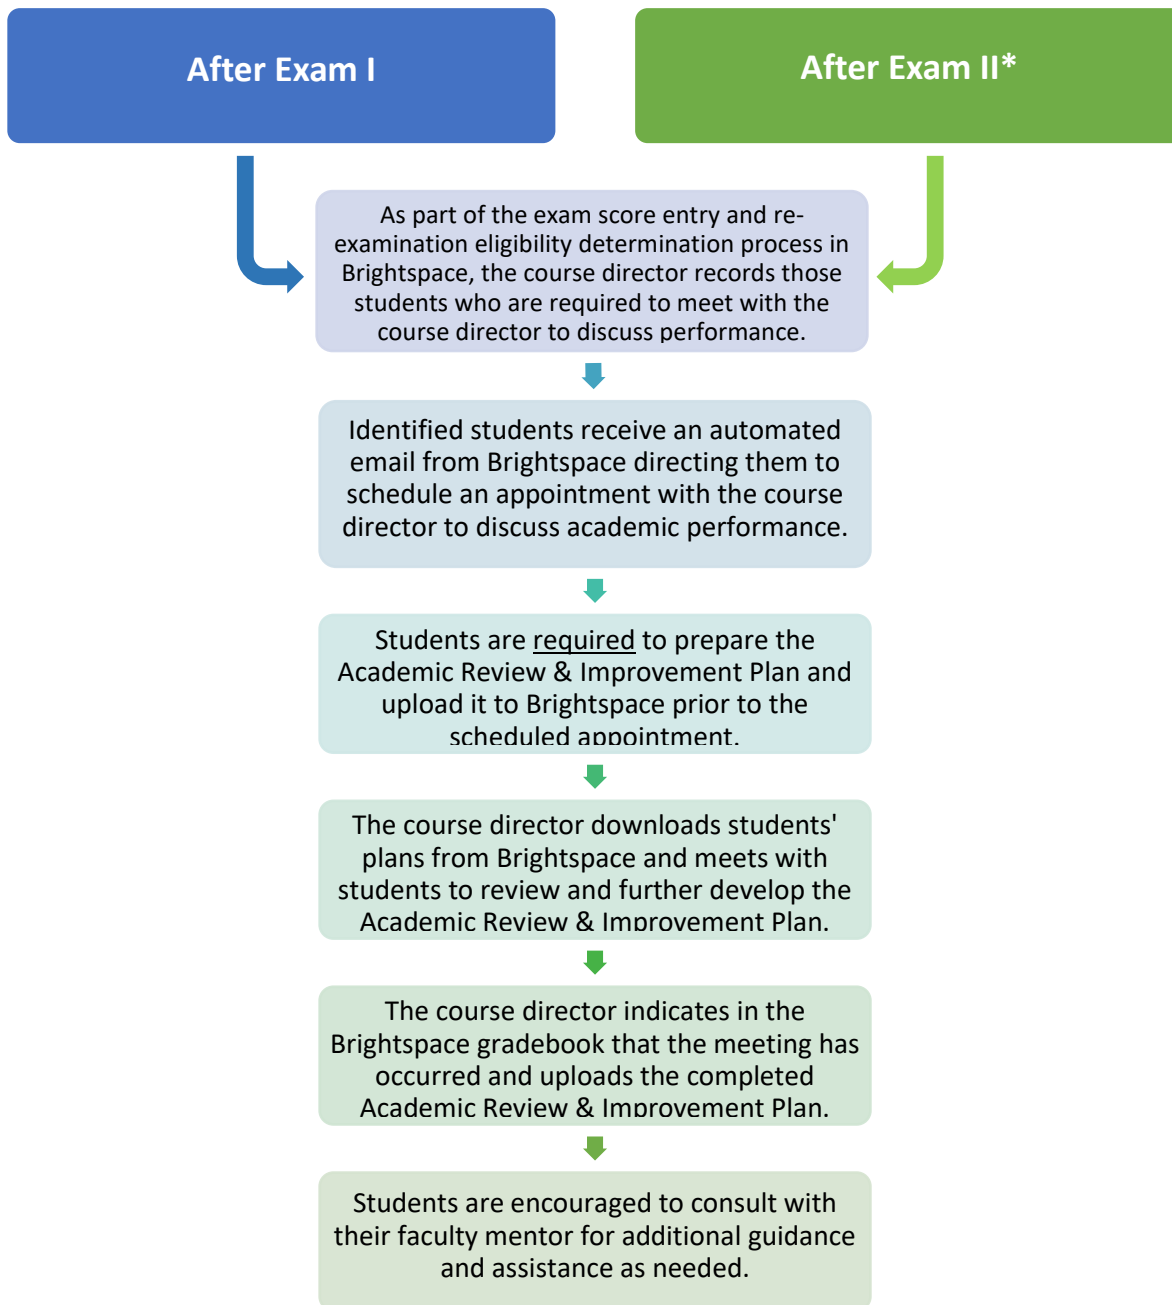 After Exam I
After Exam II*
As part of the exam score entry and re-
examination eligibility determination process in
Brightspace, the course director records those
students who are required to meet with the
course director to discuss performance.
Identified students receive an automated
email from Brightspace directing them to
schedule an appointment with the course
director to discuss academic performance.
Students are required to prepare the
Academic Review & Improvement Plan and
upload it to Brightspace prior to the
scheduled appointment.
The course director downloads students'
plans from Brightspace and meets with
students to review and further develop the
Academic Review & Improvement Plan.
The course director indicates in the
Brightspace gradebook that the meeting has
occurred and uploads the completed
Academic Review & Improvement Plan.
Students are encouraged to consult with
their faculty mentor for additional guidance
and assistance as needed.